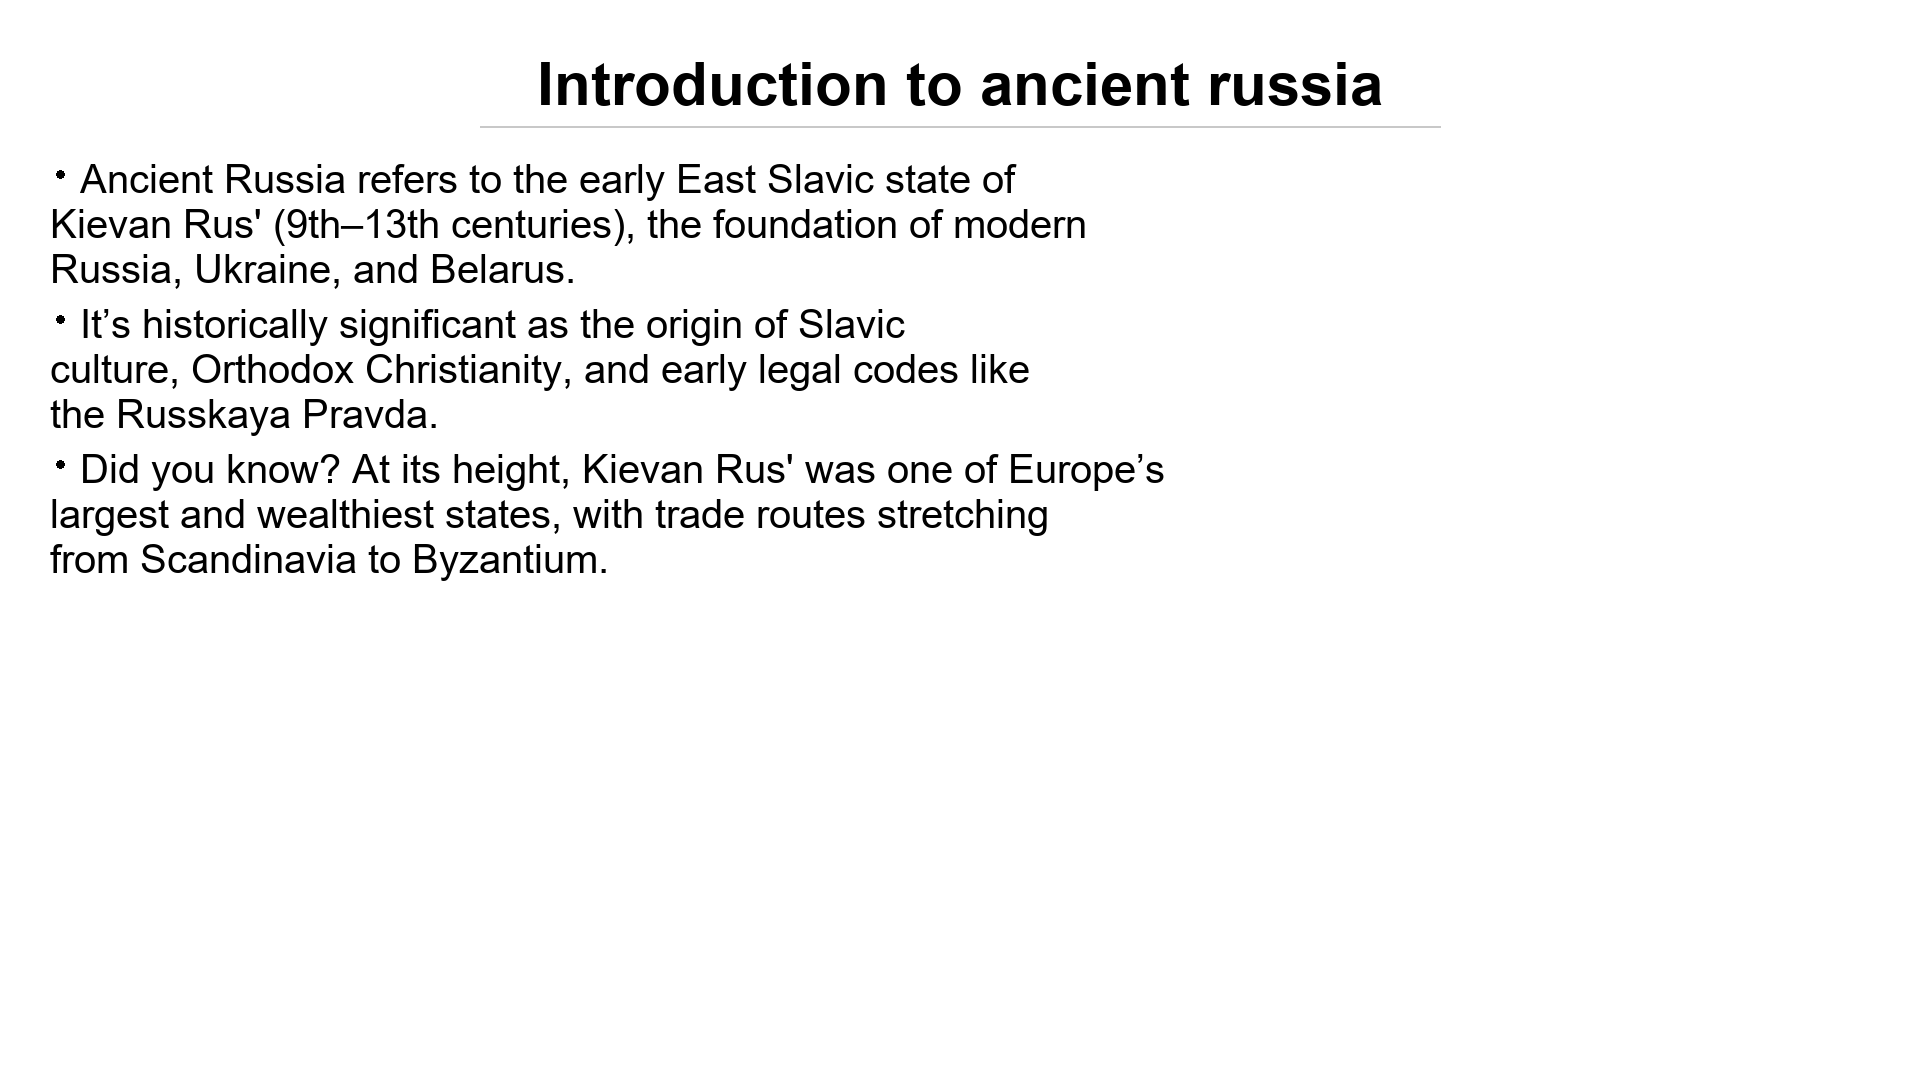 Introduction to ancient russia
• Ancient Russia refers to the early East Slavic state of
Kievan Rus' (9th–13th centuries), the foundation of modern
Russia, Ukraine, and Belarus.
• It’s historically significant as the origin of Slavic
culture, Orthodox Christianity, and early legal codes like
the Russkaya Pravda.
• Did you know? At its height, Kievan Rus' was one of Europe’s
largest and wealthiest states, with trade routes stretching
from Scandinavia to Byzantium.